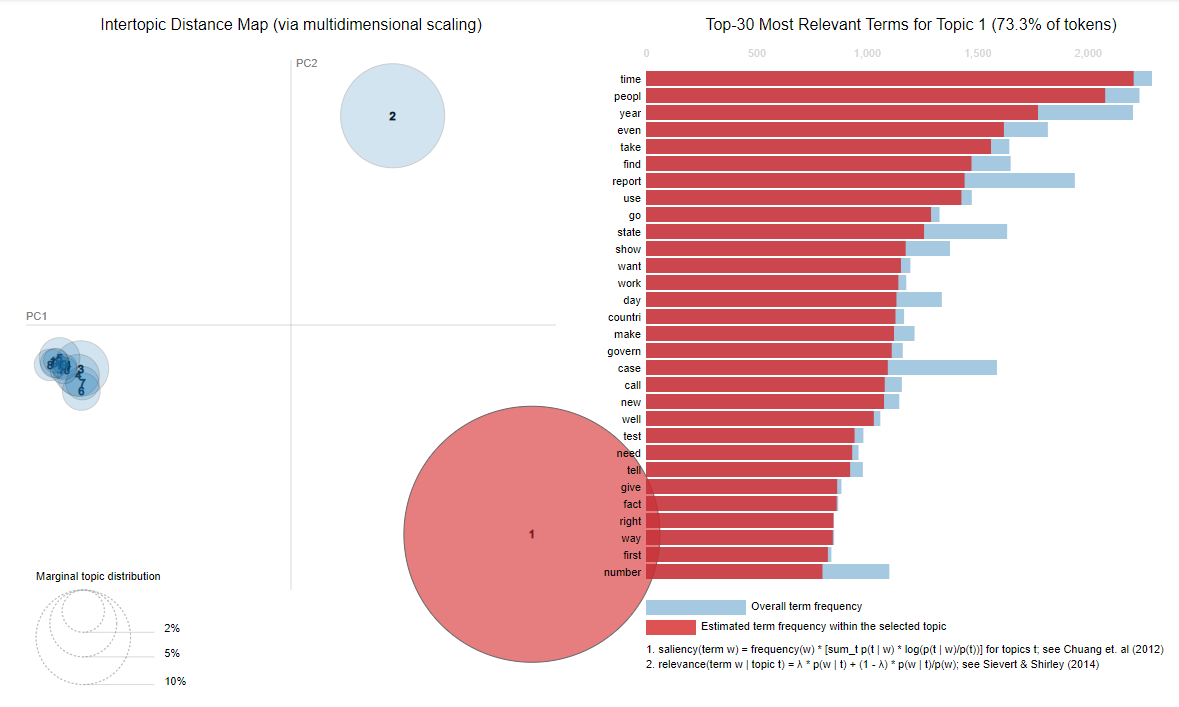 Intertopic Distance Map (via multidimensional scaling)
PC2
2
PC1
8
5
3
4
7
6
1
Marginal topic distribution
2%
5%
10%
Top-30 Most Relevant Terms for Topic 1 (73.3% of tokens)
0 500 1,000 1,500 2,000
time
peopl
year
even
take
find
report
use
go
state
show
want
work
day
countri
make
govern
case
call
new
well
test
need
tell
give
fact
right
way
first
number
Overall term frequency
Estimated term frequency within the selected topic
1. saliency(term w) = frequency(w) * [sum_t p(t | w) * log(p(t | w)/p(t))] for topics t; see Chuang et. al (2012)
2. relevance(term w | topic t) = λ * p(w | t) + (1 - λ) * p(w | t)/p(w); see Sievert & Shirley (2014)